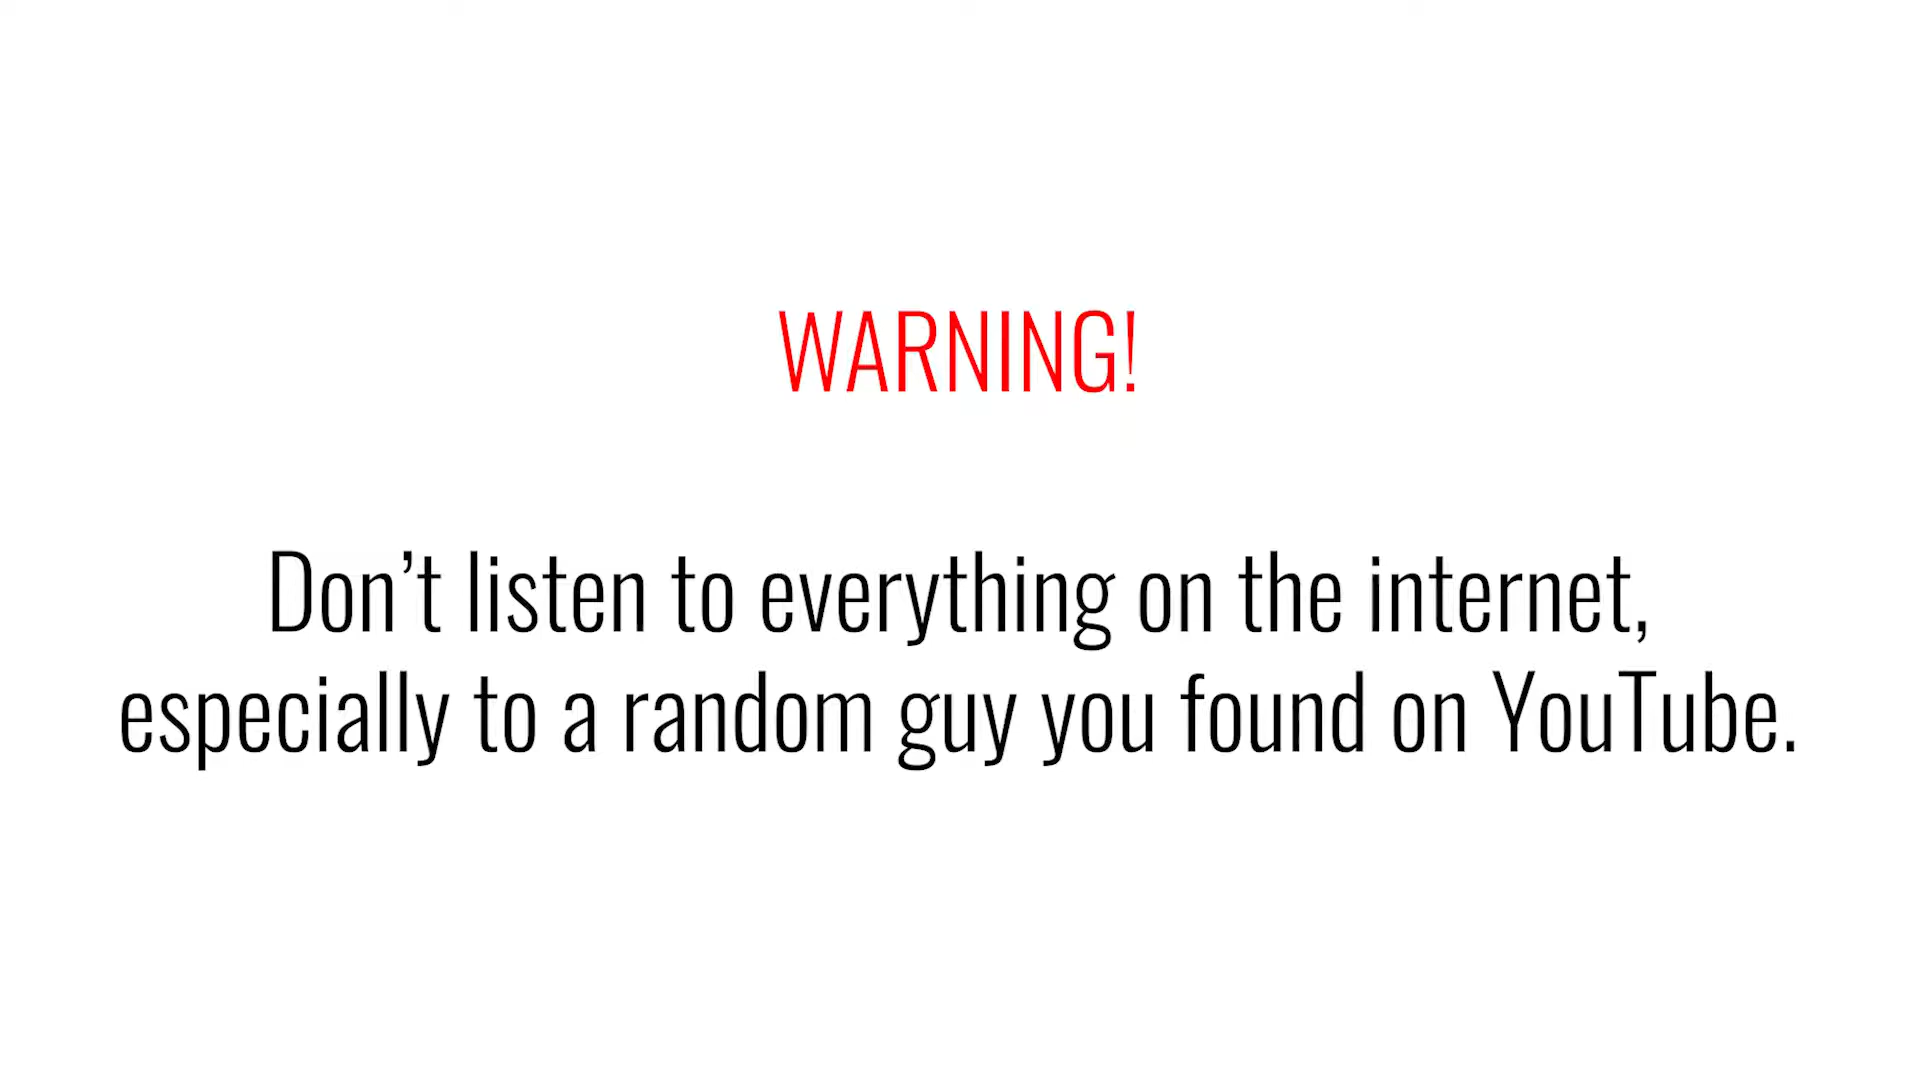 WARNING!
Don’t listen to everything on the internet,
especially to a random guy you found on YouTube.